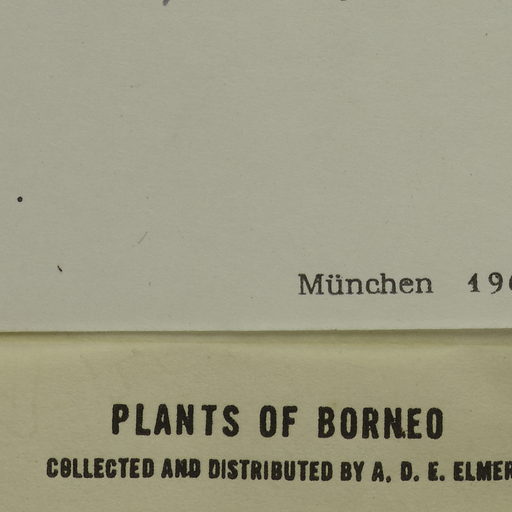 München 19
PLANTS OF BORNEO
COLLECTED AND DISTRIBUTED BY A. D. E. ELMER